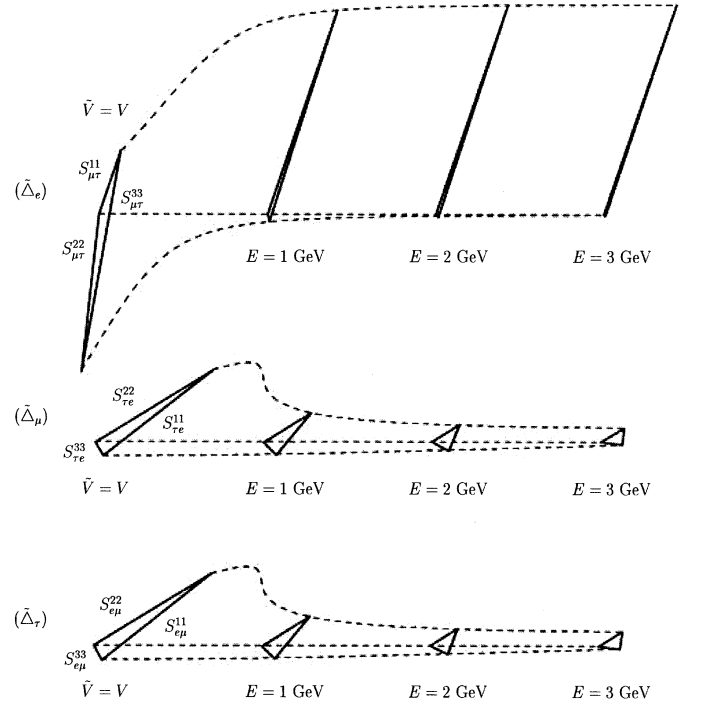 Ṽ = V
S^{11}_{μτ}
(Δ̃_e)
S^{33}_{μτ}
S^{22}_{μτ}
E = 1 GeV E = 2 GeV E = 3 GeV
S^{22}_{τe}
(Δ̃_μ)
S^{11}_{τe}
S^{33}_{τe}
Ṽ = V E = 1 GeV E = 2 GeV E = 3 GeV
S^{22}_{eμ}
(Δ̃_τ)
S^{11}_{eμ}
S^{33}_{eμ}
Ṽ = V E = 1 GeV E = 2 GeV E = 3 GeV